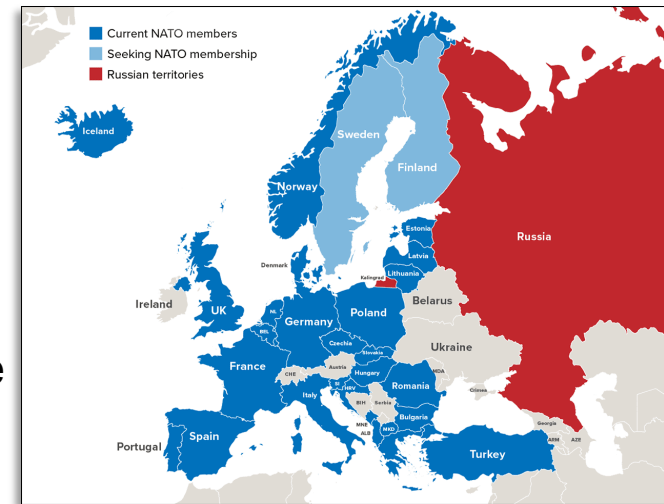 Current NATO members
Seeking NATO membership
Russian territories
Iceland
Sweden
Finland
Norway
Russia
Estonia
Latvia
Denmark
Lithuania
Kaliningrad
Ireland
UK
NL
Belarus
Poland
Germany
BEL
Czechia
Ukraine
Slovakia
France
Austria
CHE
Hungary
MDA
SI
HRV
Romania
Italy
Crimea
BIH
Serbia
Bulgaria
Georgia
MNE
MKD
ALB
ARM
AZE
Portugal
Spain
Turkey
e